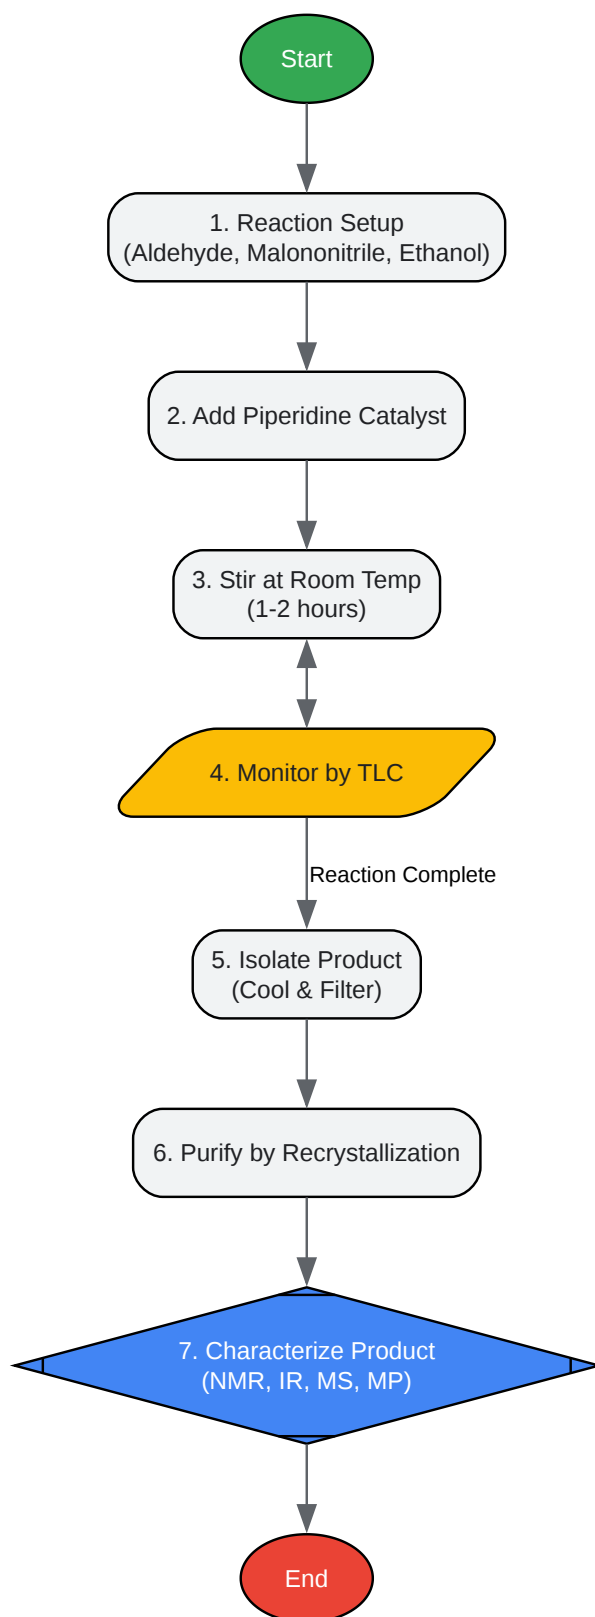 Start
1. Reaction Setup
(Aldehyde, Malononitrile, Ethanol)
2. Add Piperidine Catalyst
3. Stir at Room Temp
(1-2 hours)
4. Monitor by TLC
Reaction Complete
5. Isolate Product
(Cool & Filter)
6. Purify by Recrystallization
7. Characterize Product
(NMR, IR, MS, MP)
End